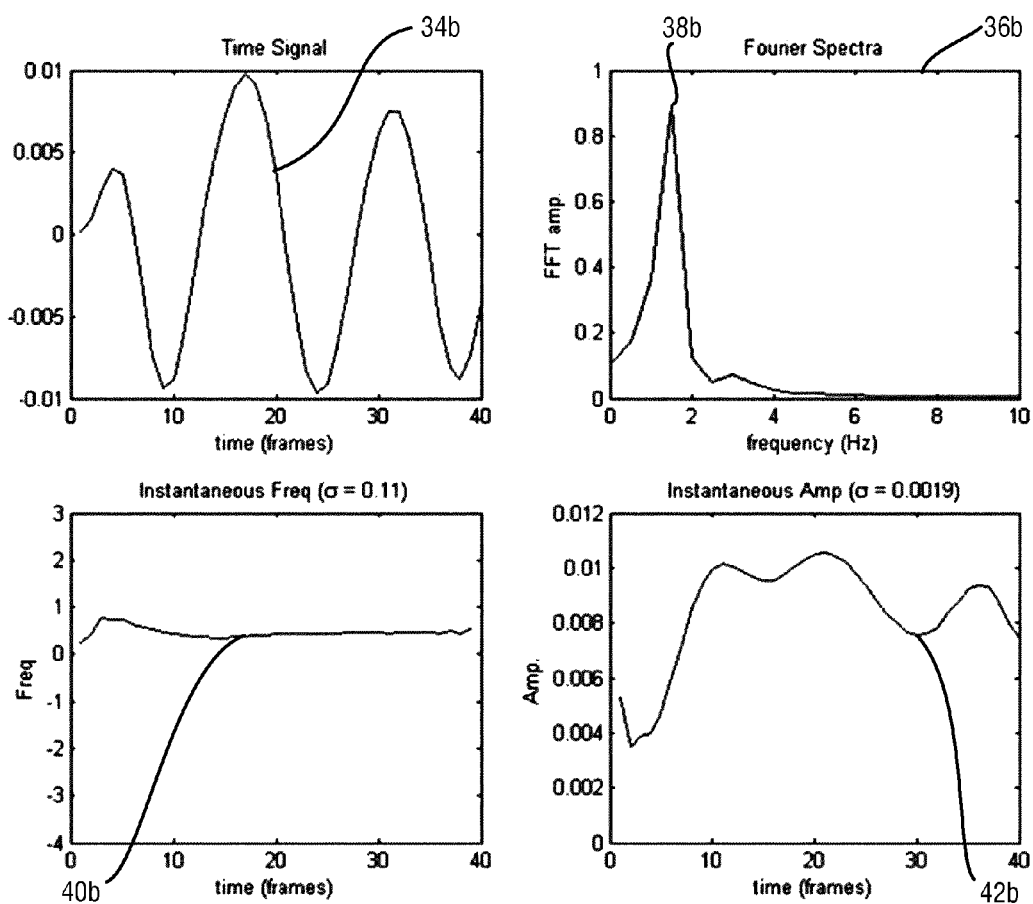 34b
Time Signal
0.01
0.005
0
-0.005
-0.01
0 10 20 30 40
time (frames)
38b
36b
Founer Spectra
1
0.8
0.6
0.4
0.2
0
FFT amp.
0 2 4 6 8 10
frequency (Hz)
Instantaneous Freq (σ = 0.11)
3
2
1
0
-1
-2
-3
-4
Freq
0 10 20 30 40
time (frames)
40b
Instantaneous Amp (σ = 0.0019)
0.012
0.01
0.008
0.006
0.004
0.002
0
Amp.
0 10 20 30 40
time (frames)
42b